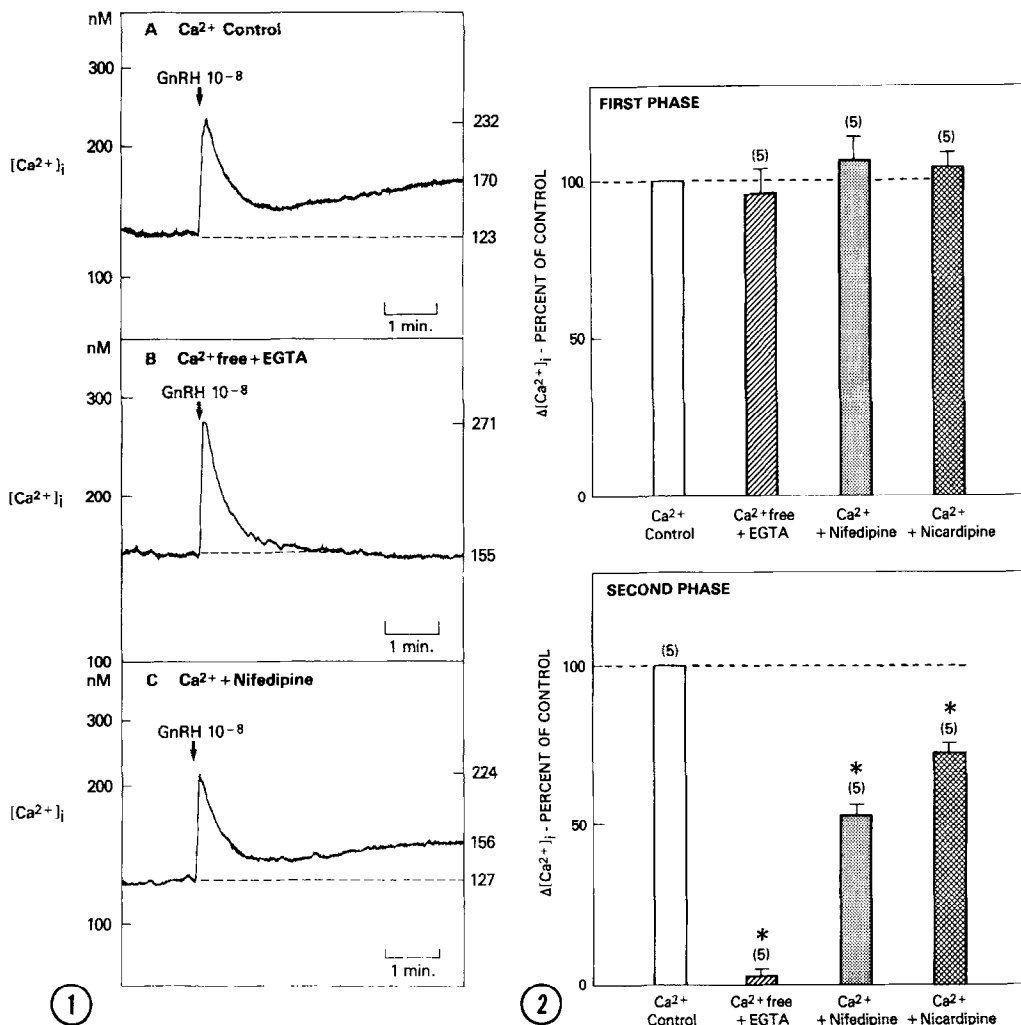 nM
A Ca²⁺ Control
300
GnRH 10⁻⁸
232
200
[Ca²⁺]ᵢ
170
123
100
1 min.
nM
B Ca²⁺free + EGTA
GnRH 10⁻⁸
300
271
200
[Ca²⁺]ᵢ
155
1 min.
100
nM
C Ca²⁺ + Nifedipine
300
GnRH 10⁻⁸
224
200
[Ca²⁺]ᵢ
156
127
100
1 min.
1
FIRST PHASE
(5)
(5)
(5)
100
50
0
Δ[Ca²⁺]ᵢ - PERCENT OF CONTROL
Ca²⁺ Control
Ca²⁺free + EGTA
Ca²⁺ + Nifedipine
Ca²⁺ + Nicardipine
SECOND PHASE
(5)
100
*
(5)
*
(5)
50
*
(5)
0
Δ[Ca²⁺]ᵢ - PERCENT OF CONTROL
Ca²⁺ Control
Ca²⁺free + EGTA
Ca²⁺ + Nifedipine
Ca²⁺ + Nicardipine
2